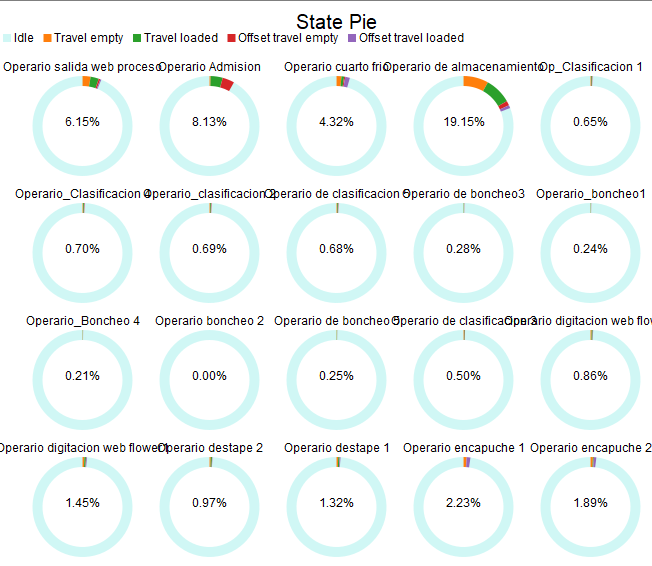 State Pie
Idle Travel empty Travel loaded Offset travel empty Offset travel loaded
Operario salida web proceso Operario Admision Operario cuarto frio Operario de almacenamiento Op_Clasificacion 1
6.15% 8.13% 4.32% 19.15% 0.65%
Operario_Clasificacion 4 Operario_clasificacion 2 Operario de clasificacion 5 Operario de boncheo3 Operario_boncheo1
0.70% 0.69% 0.68% 0.28% 0.24%
Operario_Boncheo 4 Operario boncheo 2 Operario de boncheo 5 Operario de clasificacion 3 Operario digitacion web flow
0.21% 0.00% 0.25% 0.50% 0.86%
Operario digitacion web flower 1 Operario destape 2 Operario destape 1 Operario encapuche 1 Operario encapuche 2
1.45% 0.97% 1.32% 2.23% 1.89%